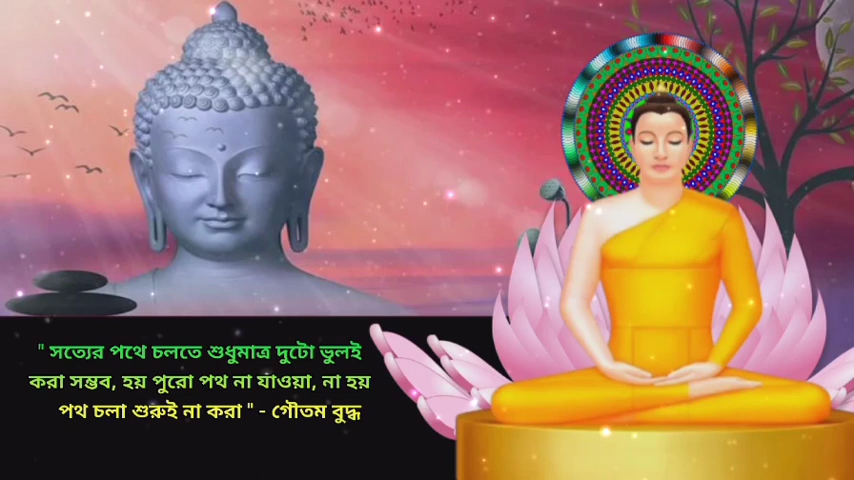 " সত্যের পথে চলতে শুধুমাত্র দুটো ভুলই
করা সম্ভব, হয় পুরো পথ না যাওয়া, না হয়
পথ চলা শুরুই না করা " - গৌতম বুদ্ধ